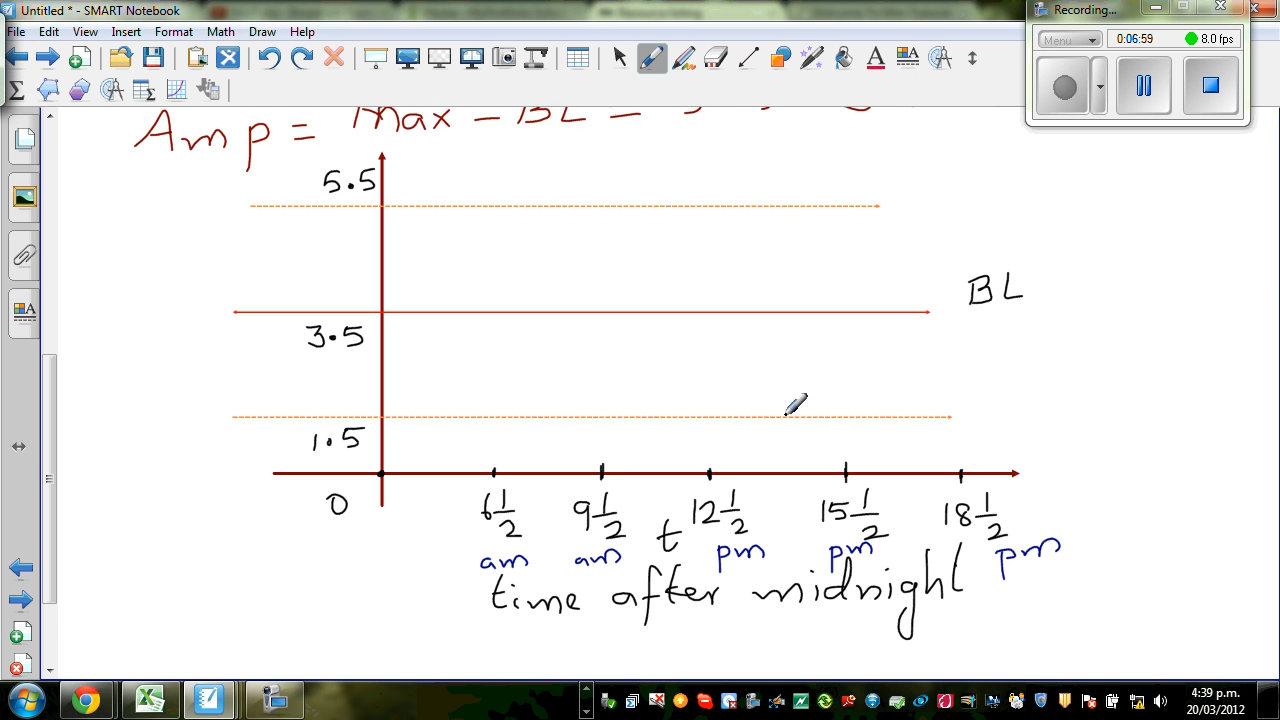 Untitled * - SMART Notebook
Recording...
File Edit View Insert Format Math Draw Help
Menu 0:06:59 8.0 fps
Amp = Max - BL =
5.5
BL
3.5
1.5
0 6 1/2 9 1/2 12 1/2 15 1/2 18 1/2
t
am am pm pm pm
time after midnight
4:39 p.m.
20/03/2012